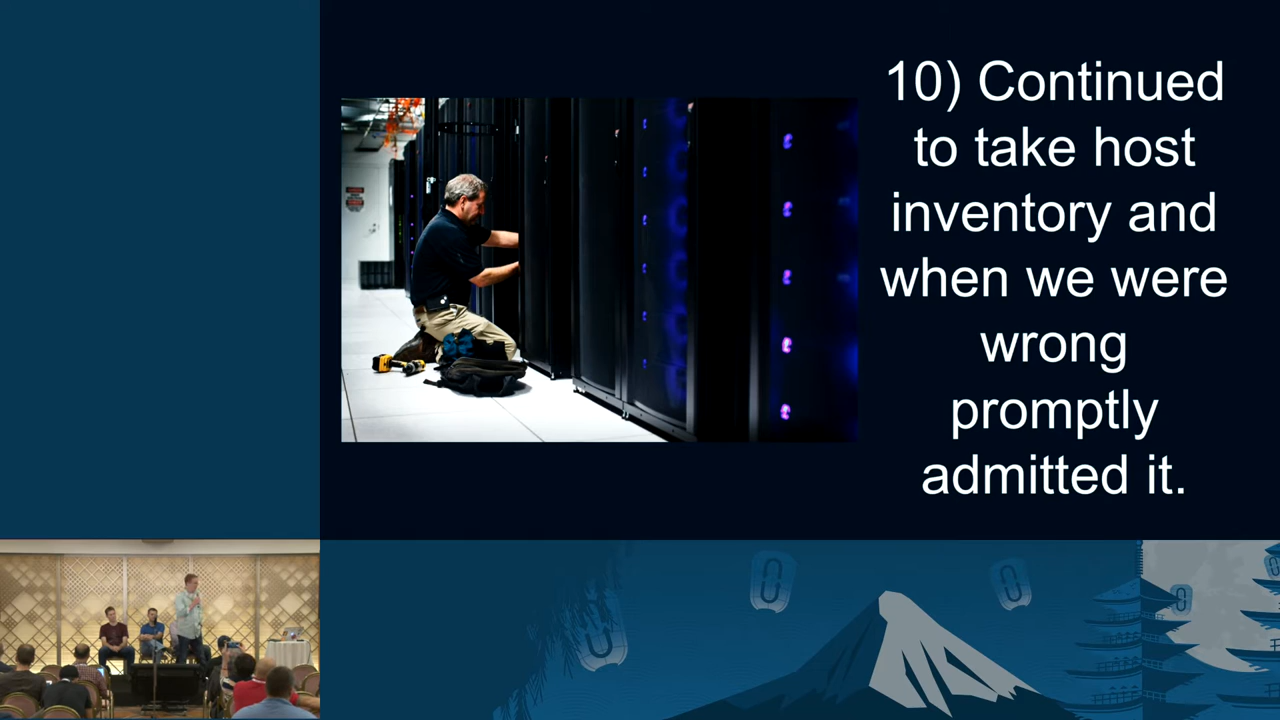 10) Continued
to take host
inventory and
when we were
wrong
promptly
admitted it.